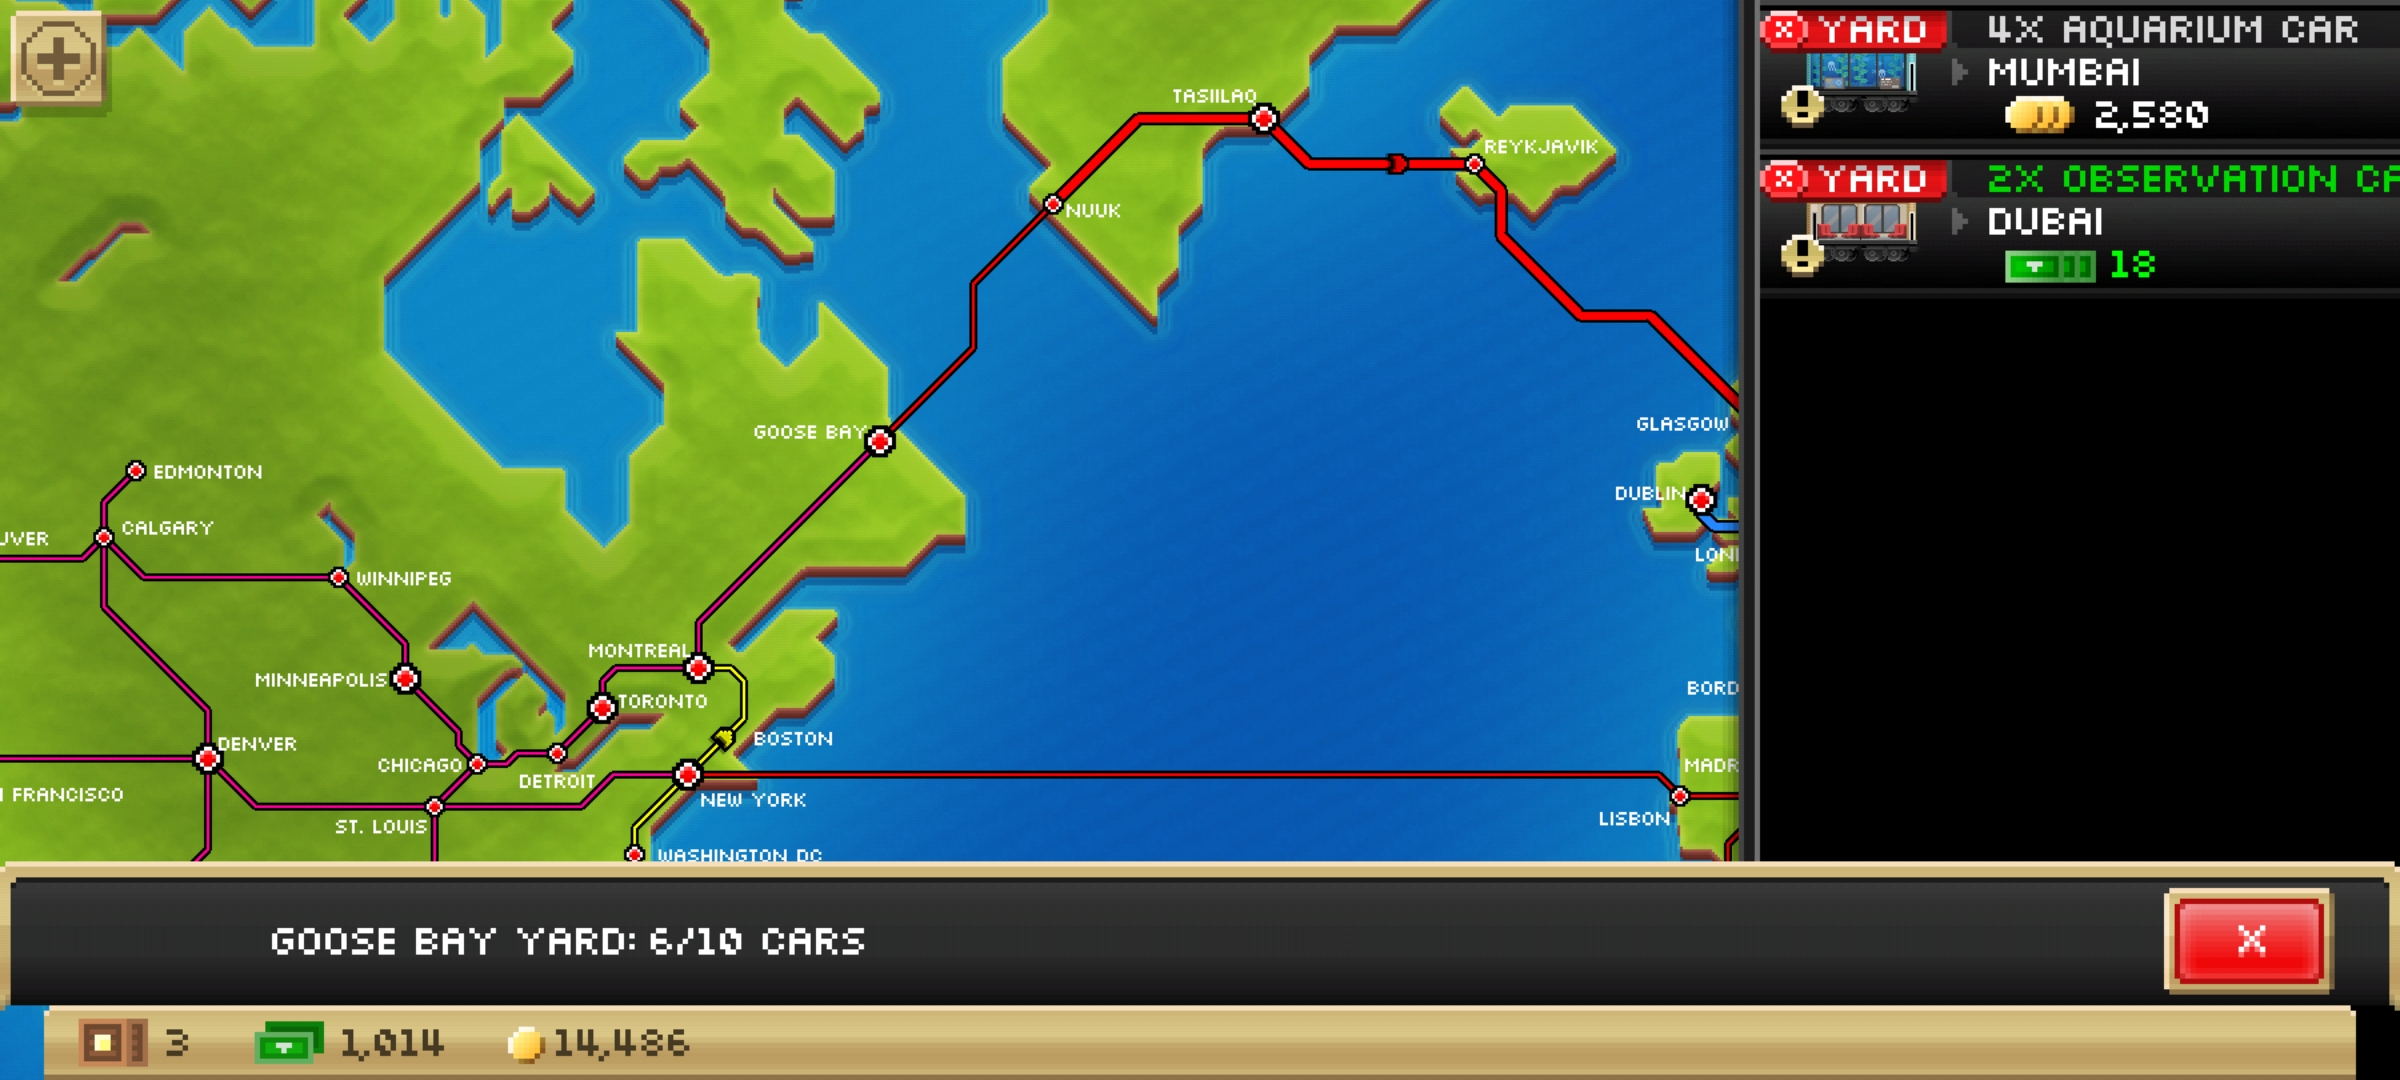 TASIILAQ
REYKJAVIK
NUUK
GLASGOW
GOOSE BAY
EDMONTON
DUBLIN
CALGARY
UVER
LON
WINNIPEG
MONTREAL
MINNEAPOLIS
TORONTO
BORD
BOSTON
DENVER
CHICAGO
MADR
DETROIT
FRANCISCO
NEW YORK
LISBON
ST. LOUIS
WASHINGTON DC
YARD
4X AQUARIUM CAR
MUMBAI
2,580
YARD
2X OBSERVATION CA
DUBAI
18
GOOSE BAY YARD: 6/10 CARS
X
3
1,014
14,486